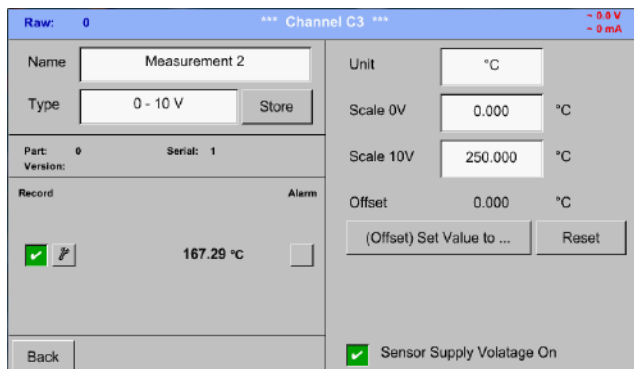 Raw: 0 *** Channel C3 *** ~ 0.0 V
~ 0 mA
Name Measurement 2
Type 0 - 10 V Store
Part: 0 Serial: 1
Version:
Record Alarm
167.29 °C
Back
Unit °C
Scale 0V 0.000 °C
Scale 10V 250.000 °C
Offset 0.000 °C
(Offset) Set Value to ... Reset
Sensor Supply Volatage On